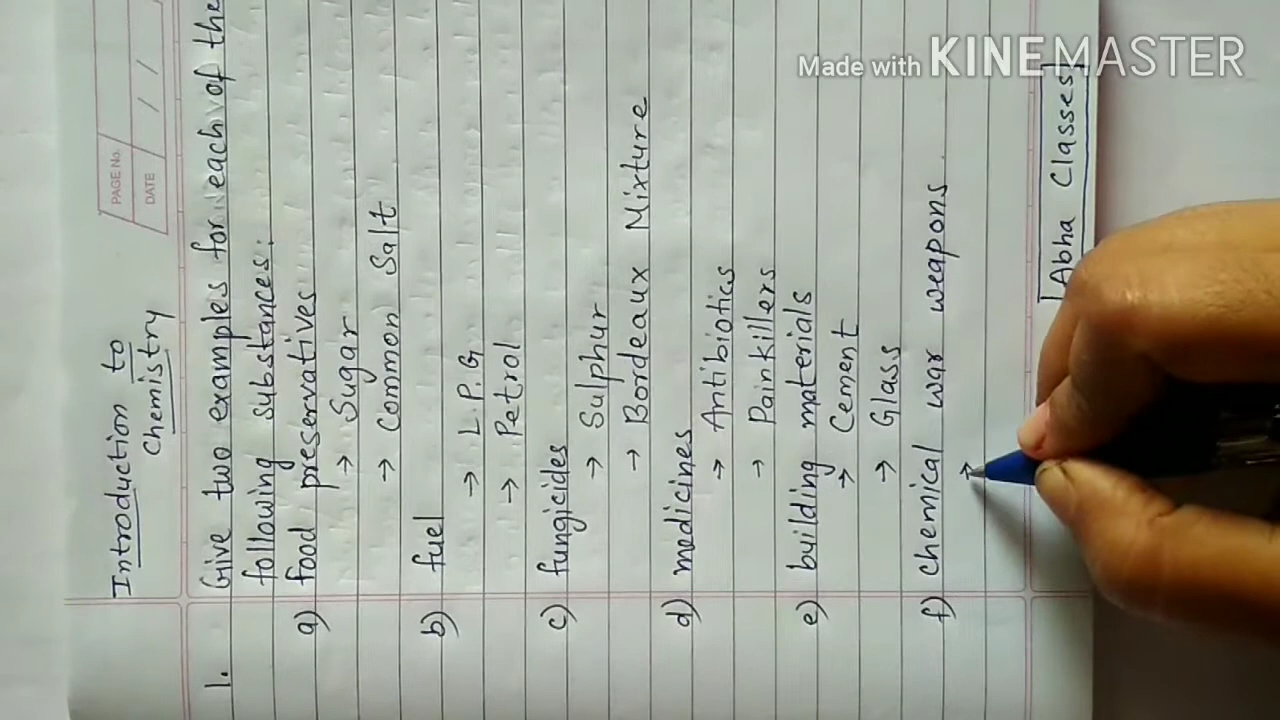 Made with KINEMASTER
PAGE No.
DATE / /
Introduction to
Chemistry
1. Give two examples for each of the
following substances:
a) food preservatives
→ Sugar
→ Common Salt
b) fuel
→ L.P.G
→ Petrol
c) fungicides
→ Sulphur
→ Bordeaux Mixture
d) medicines
→ Antibiotics
→ Painkillers
e) building materials
→ Cement
→ Glass
f) chemical war weapons
→
Abha Classes